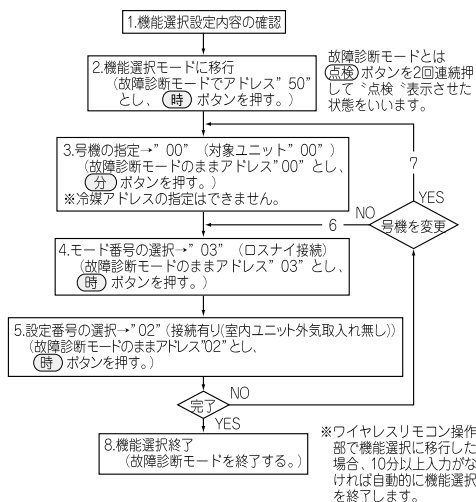 1.機能選択設定内容の確認
2.機能選択モードに移行
(故障診断モードでアドレス”50”
とし、時ボタンを押す。)
故障診断モードとは
点検ボタンを2回連続押
して〝点検〟表示させた
状態をいいます。
3.号機の指定→”00” (対象ユニット”00”)
(故障診断モードのままアドレス”00”とし、
分ボタンを押す。)
※冷媒アドレスの指定はできません。
7
YES
NO
号機を変更
6
4.モード番号の選択→”03” (ロスナイ接続)
(故障診断モードのままアドレス”03”とし、
時ボタンを押す。)
5.設定番号の選択→”02”(接続有り(室内ユニット外気取入れ無し))
(故障診断モードのままアドレス”02”とし、
時ボタンを押す。)
NO
完了
YES
8.機能選択終了
(故障診断モードを終了する。)
※ワイヤレスリモコン操作
部で機能選択に移行した
場合、10分以上入力がな
ければ自動的に機能選択
を終了します。